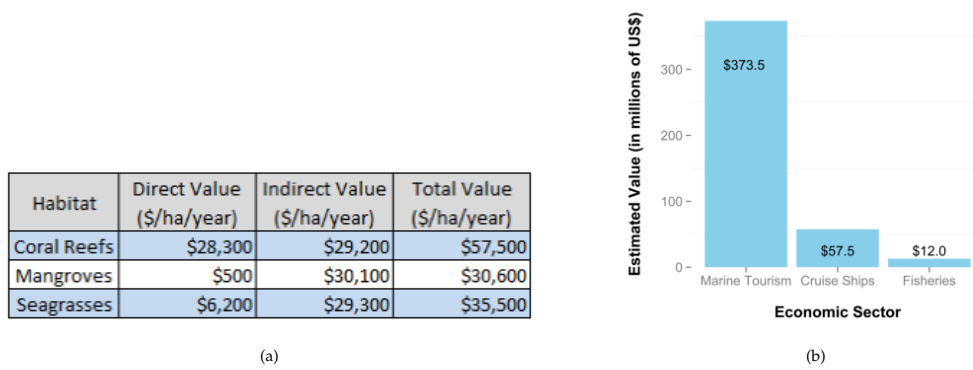 Habitat
Direct Value ($/ha/year)
Indirect Value ($/ha/year)
Total Value ($/ha/year)
Coral Reefs $28,300 $29,200 $57,500
Mangroves $500 $30,100 $30,600
Seagrasses $6,200 $29,300 $35,500
(a)
Estimated Value (in millions of US$)
300
200
100
0
$373.5
$57.5
$12.0
Marine Tourism Cruise Ships Fisheries
Economic Sector
(b)